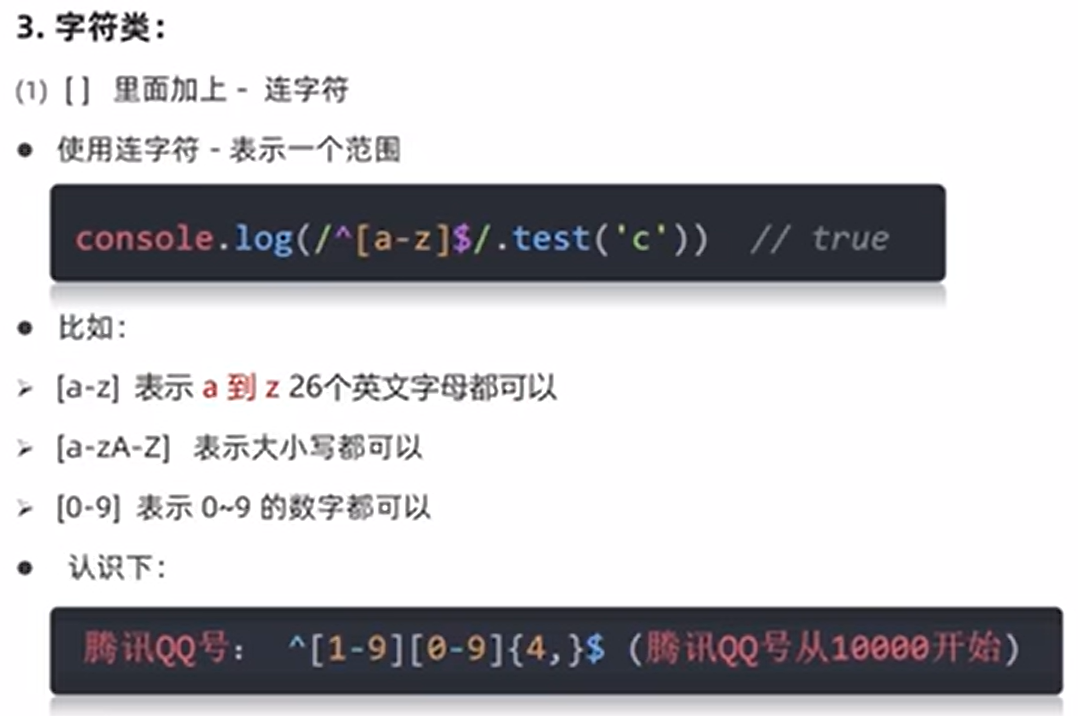 3. 字符类：
(1) [ ] 里面加上 - 连字符
● 使用连字符 - 表示一个范围
console.log(/^[a-z]$/.test('c')) // true
● 比如：
➢ [a-z] 表示 a 到 z 26个英文字母都可以
➢ [a-zA-Z] 表示大小写都可以
➢ [0-9] 表示 0~9 的数字都可以
● 认识下：
腾讯QQ号： ^[1-9][0-9]{4,}$ (腾讯QQ号从10000开始)